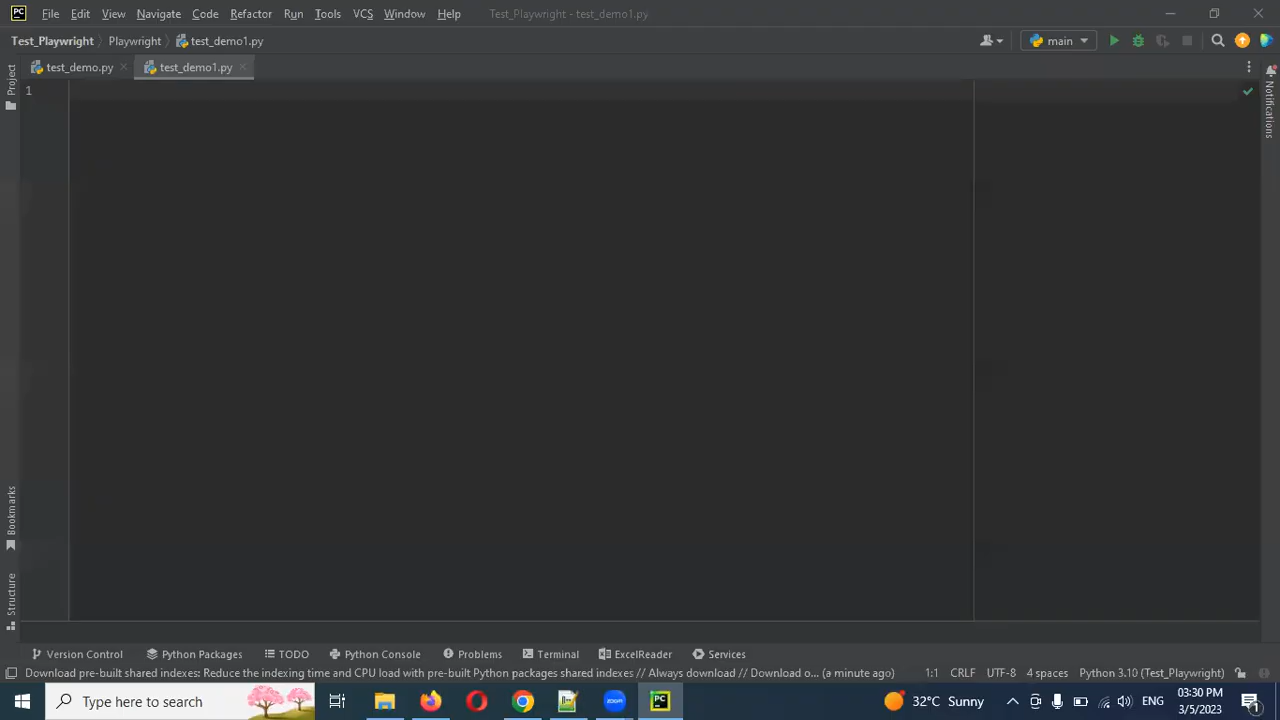 PC File Edit View Navigate Code Refactor Run Tools VCS Window Help Test_Playwright - test_demo1.py
Test_Playwright Playwright test_demo1.py main
test_demo.py test_demo1.py
Project
1
Notifications
Bookmarks
Structure
Version Control Python Packages TODO Python Console Problems Terminal ExcelReader Services
Download pre-built shared indexes: Reduce the indexing time and CPU load with pre-built Python packages shared indexes // Always download // Download o... (a minute ago) 1:1 CRLF UTF-8 4 spaces Python 3.10 (Test_Playwright)
Type here to search zoom PC 32°C Sunny ENG 03:30 PM
3/5/2023 1